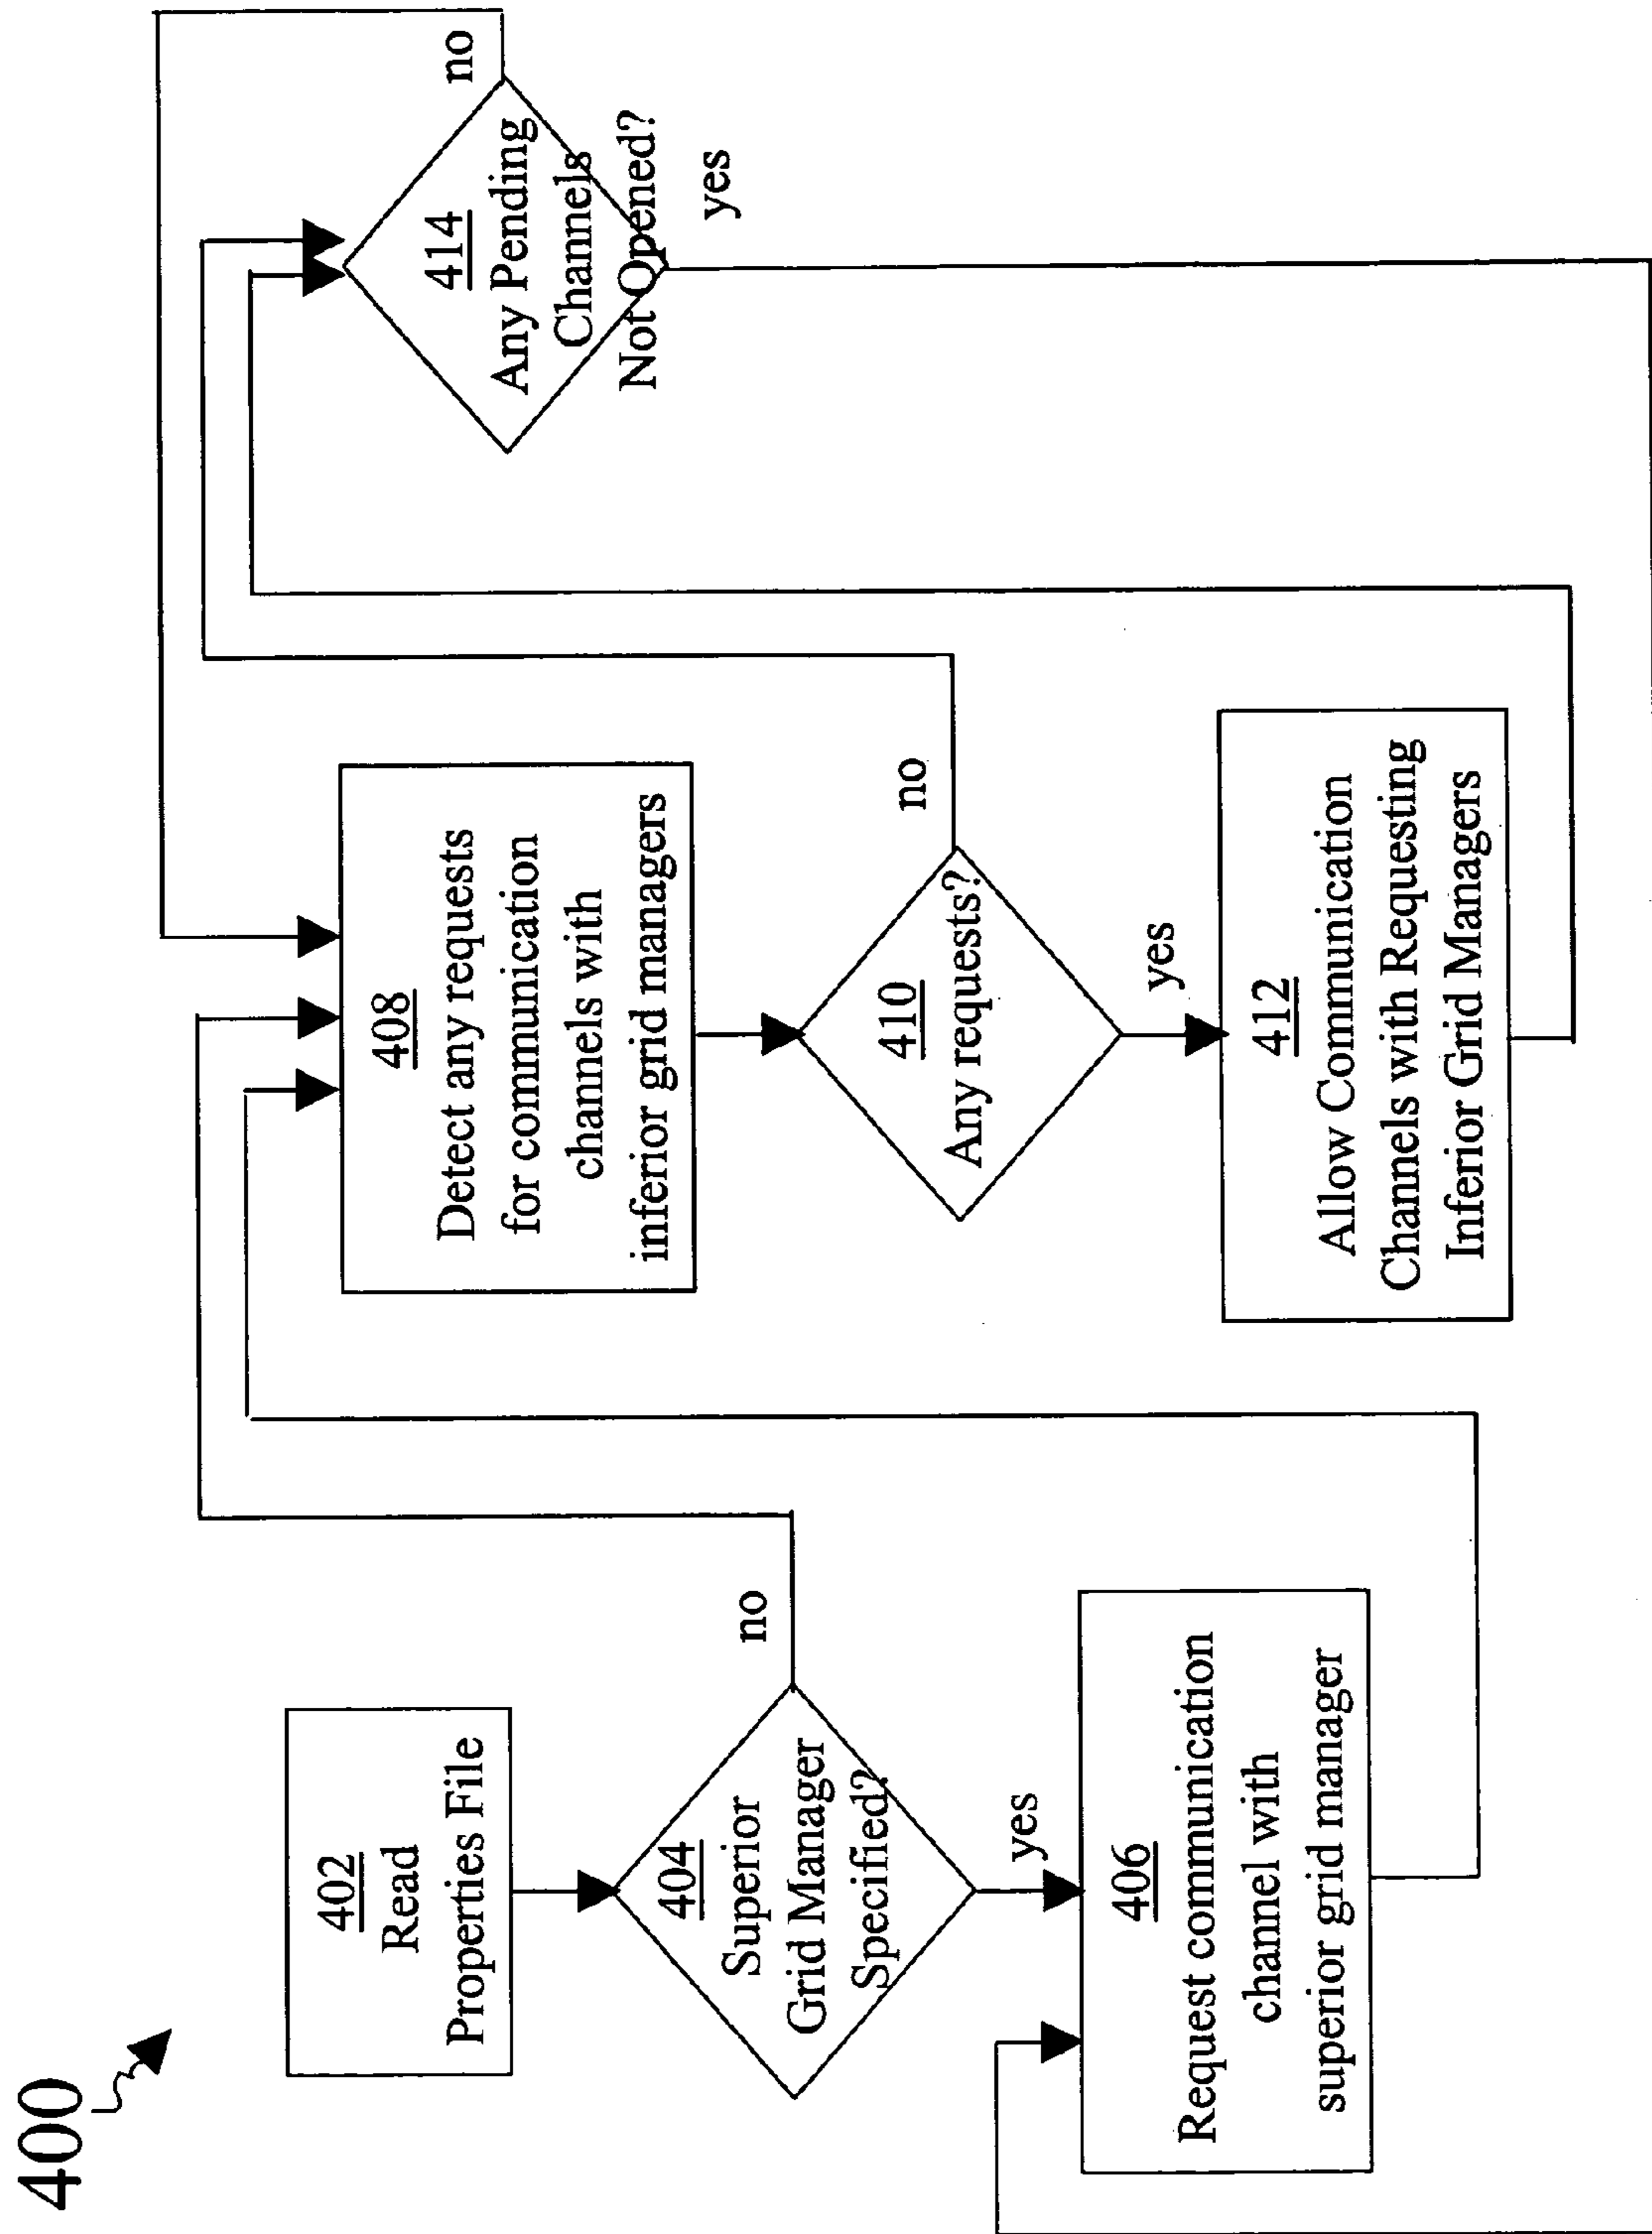 400
402
Read
Properties File
404
Superior
Grid Manager
Specified?
no
yes
406
Request communication
channel with
superior grid manager
408
Detect any requests
for communication
channels with
inferior grid managers
410
Any requests?
no
yes
412
Allow Communication
Channels with Requesting
Inferior Grid Managers
414
Any Pending
Channels
Not Opened?
no
yes